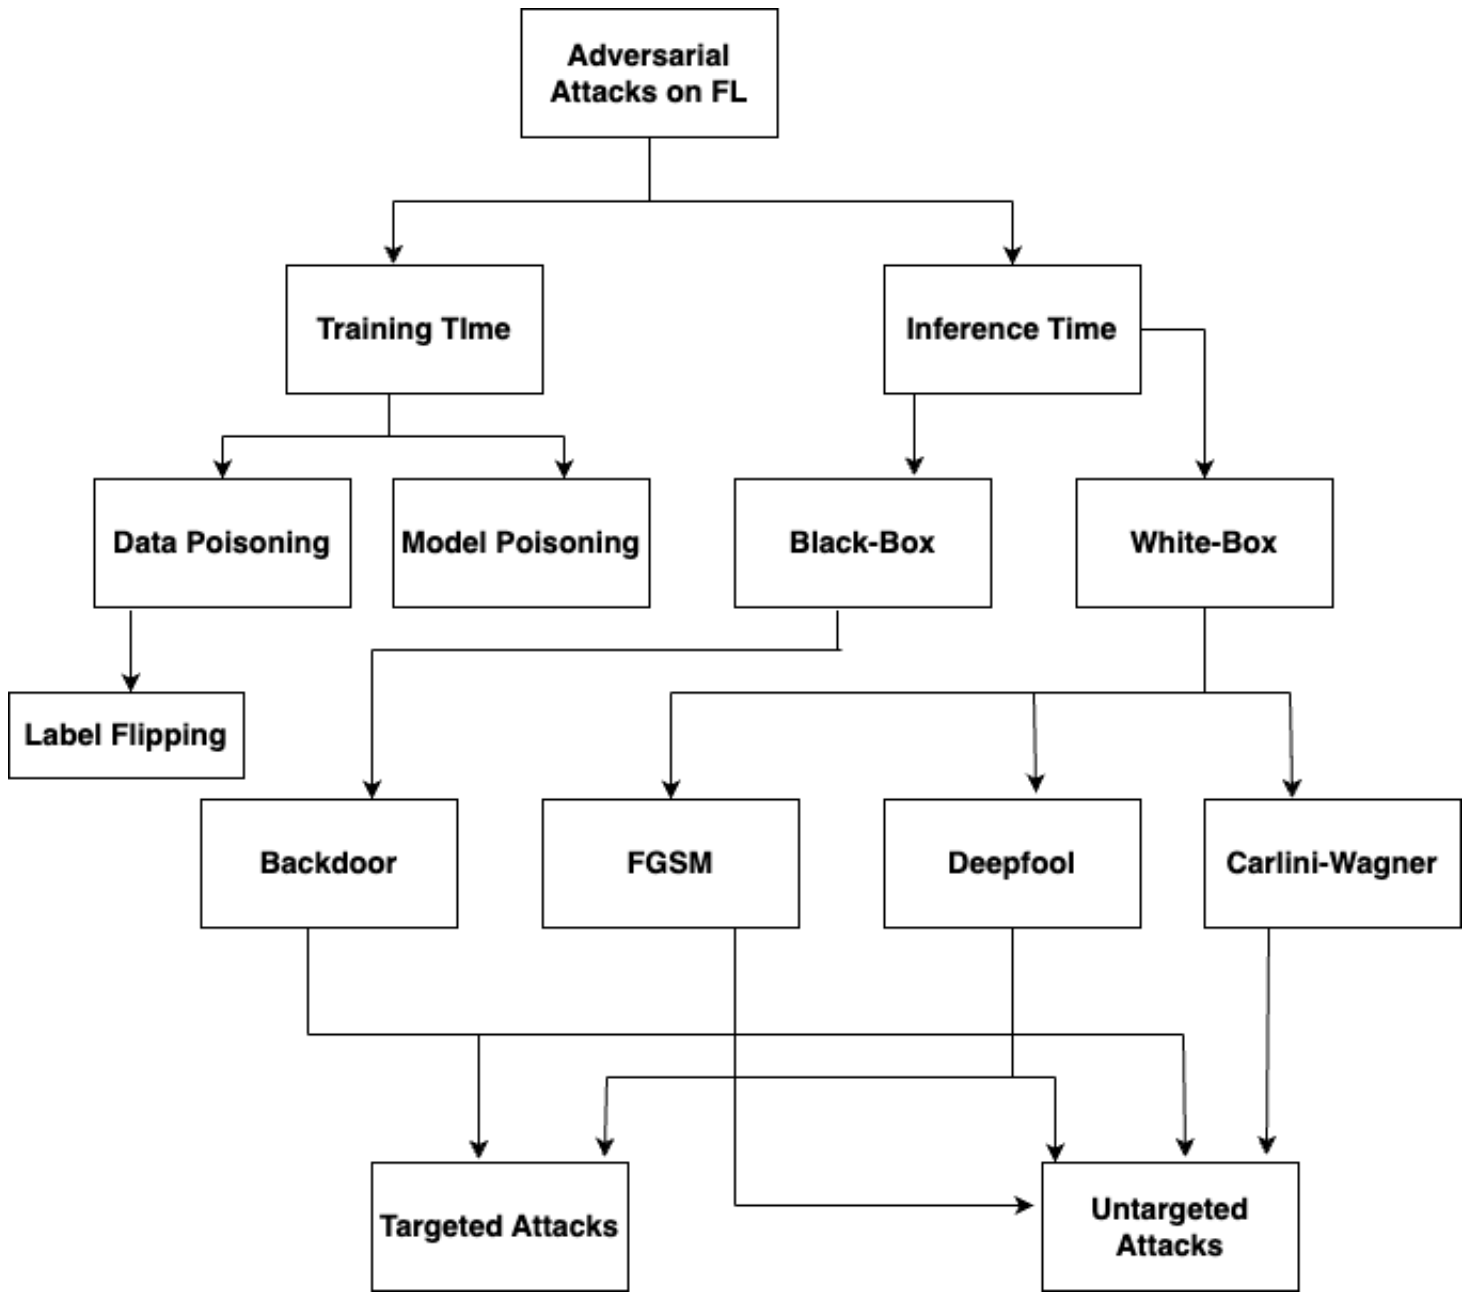 Adversarial
Attacks on FL
Training TIme
Inference Time
Data Poisoning
Model Poisoning
Black-Box
White-Box
Label Flipping
Backdoor
FGSM
Deepfool
Carlini-Wagner
Targeted Attacks
Untargeted
Attacks